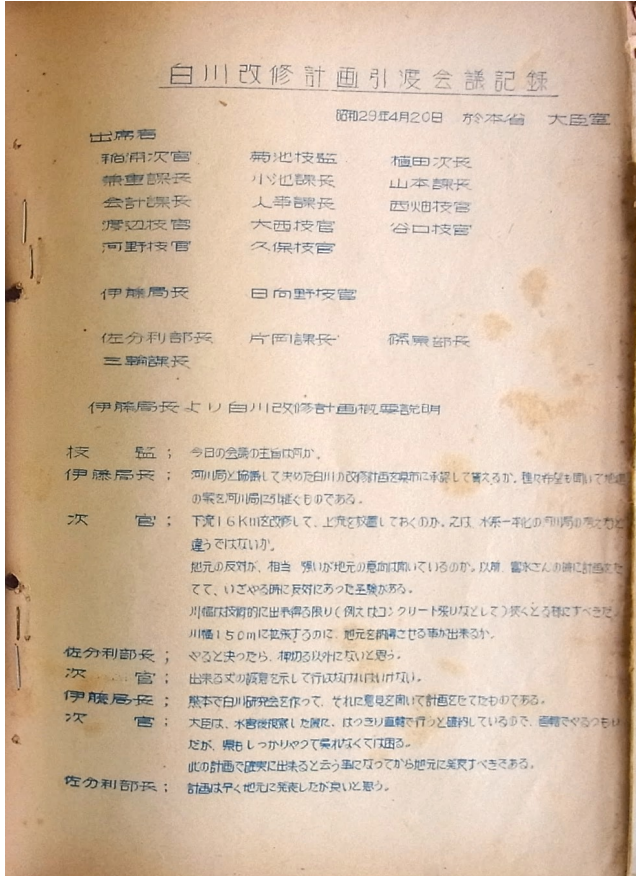 白川改修計画引渡会議記録
昭和29年4月20日 於本省 大臣室
出席者
稲浦次官 菊池技監 植田次長
兼重課長 小池課長 山本課長
会計課長 人事課長 西畑技官
渡辺技官 大西技官 谷口技官
河野技官 久保技官
伊藤局長 日向野技官
佐分利部長 片岡課長 篠原部長
三輪課長
伊藤局長より白川改修計画概要説明
技 監; 今日の会議の主旨は何か。
伊藤局長; 河川局と協議して決めた白川の改修計画を県市に承認して貰えるか、種々希望も聞いて地建
の案を河川局に引継ぐものである。
次 官; 下流16Kmを改修して、上流を放置しておくのか。之は、水系一本化の河川局の考え方と
違うではないか。
地元の反対が、相当 強いが地元の意向は聞いているのか。以前、富永さんの時に計画をた
てて、いざやる時に反対にあった経験がある。
川幅は技術的に出来得る限り(例えばコンクリート張りなどして)狭くとる様にすべきだ。
川幅150mに拡張するのに、地元を納得させる事が出来るか。
佐分利部長; やると決ったら、押切る以外にないと思う。
次 官; 出来る丈の誠意を示して行はなければいけない。
伊藤局長; 熊本で白川研究会を作って、それに意見を聞いて計画をたてたものである。
次 官; 大臣は、水害後視察した際に、はっきり直轄で行うと確約しているので、直轄でやるつもり
だが、県もしっかりやって呉れなくては困る。
此の計画で確実に出来ると云う事になってから地元に発表すべきである。
佐分利部長; 計画は早く地元に発表したが良いと思う。